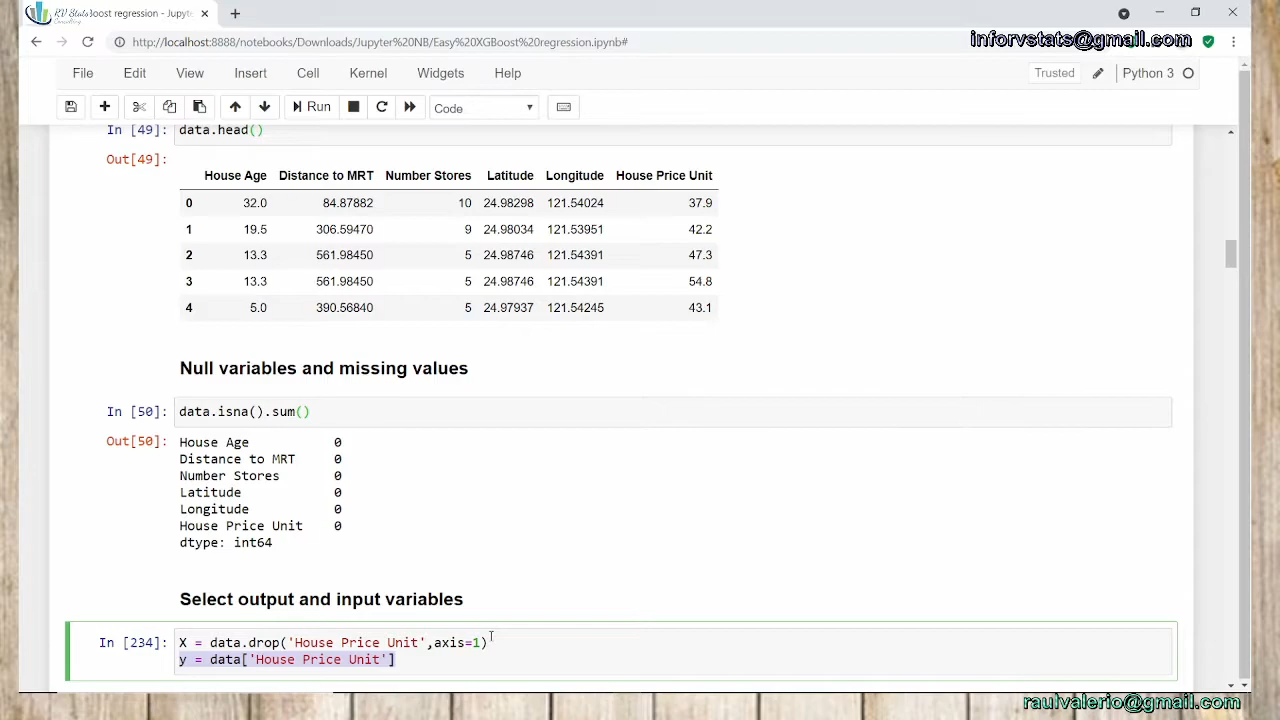 RV Stats
Consulting
oost regression - Jupyte
http://localhost:8888/notebooks/Downloads/Jupyter%20NB/Easy%20XGBoost%20regression.ipynb#
inforvstats@gmail.com
File Edit View Insert Cell Kernel Widgets Help
Trusted Python 3
Run Code
In [49]: data.head()
Out[49]:
House Age Distance to MRT Number Stores Latitude Longitude House Price Unit
0 32.0 84.87882 10 24.98298 121.54024 37.9
1 19.5 306.59470 9 24.98034 121.53951 42.2
2 13.3 561.98450 5 24.98746 121.54391 47.3
3 13.3 561.98450 5 24.98746 121.54391 54.8
4 5.0 390.56840 5 24.97937 121.54245 43.1
Null variables and missing values
In [50]: data.isna().sum()
Out[50]: House Age 0
Distance to MRT 0
Number Stores 0
Latitude 0
Longitude 0
House Price Unit 0
dtype: int64
Select output and input variables
In [234]: X = data.drop('House Price Unit',axis=1)
y = data['House Price Unit']
raulvalerio@gmail.com